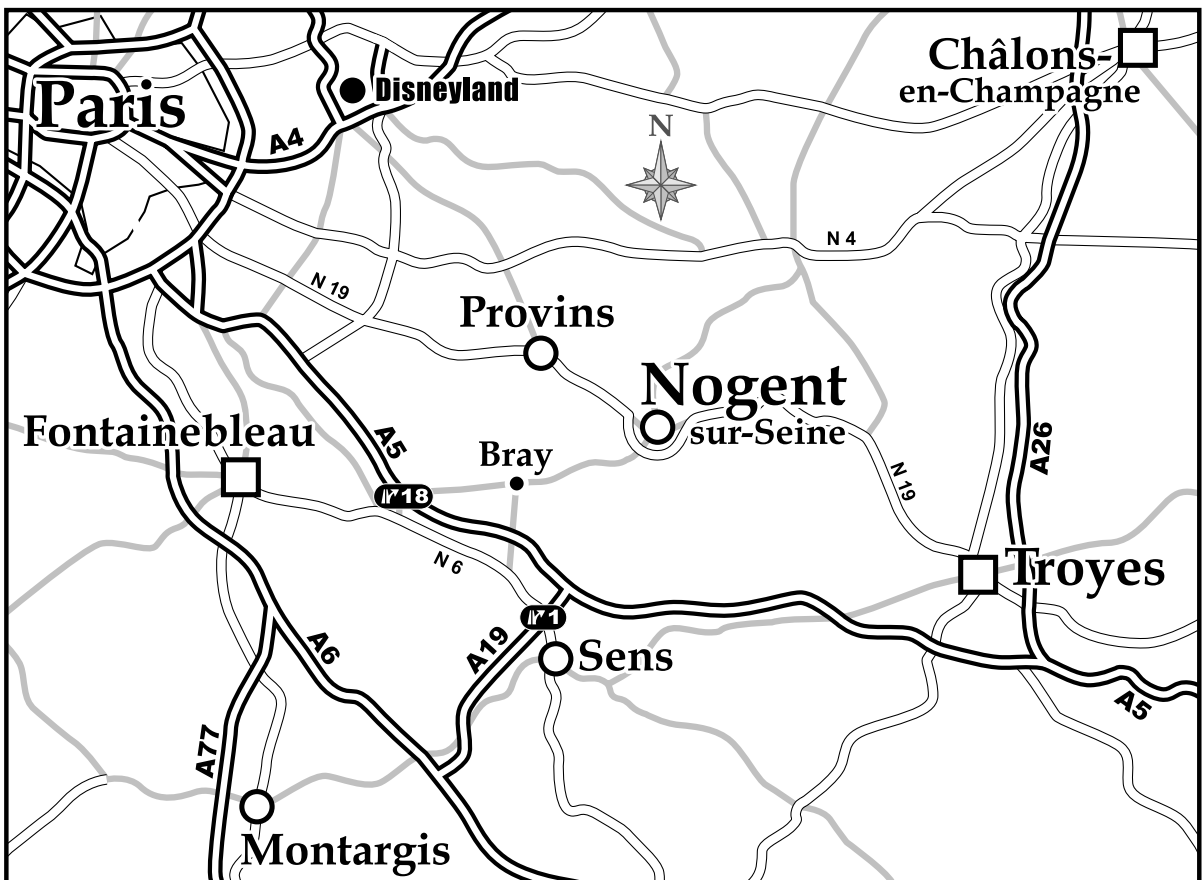 Châlons-
en-Champagne
Disneyland
Paris
N
A4
N 4
N 19
Provins
Nogent
sur-Seine
Fontainebleau
A5
Bray
A26
N 19
18
N 6
Troyes
1
A19
A6
Sens
A5
A77
Montargis